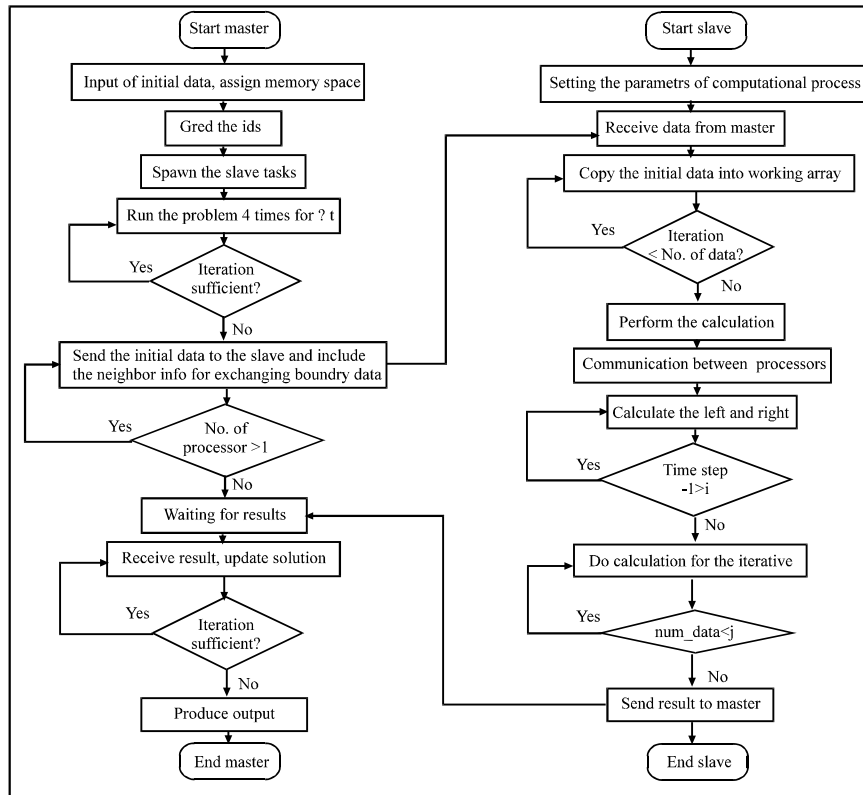 Start master
Input of initial data, assign memory space
Gred the ids
Spawn the slave tasks
Run the problem 4 times for ? t
Yes
Iteration
sufficient?
No
Send the initial data to the slave and include
the neighbor info for exchanging boundry data
Yes
No. of
processor >1
No
Waiting for results
Receive result, update solution
Yes
Iteration
sufficient?
No
Produce output
End master
Start slave
Setting the parametrs of computational process
Receive data from master
Copy the initial data into working array
Yes
Iteration
< No. of data?
No
Perform the calculation
Communication between processors
Calculate the left and right
Yes
Time step
-1>i
No
Do calculation for the iterative
Yes
num_data<j
No
Send result to master
End slave